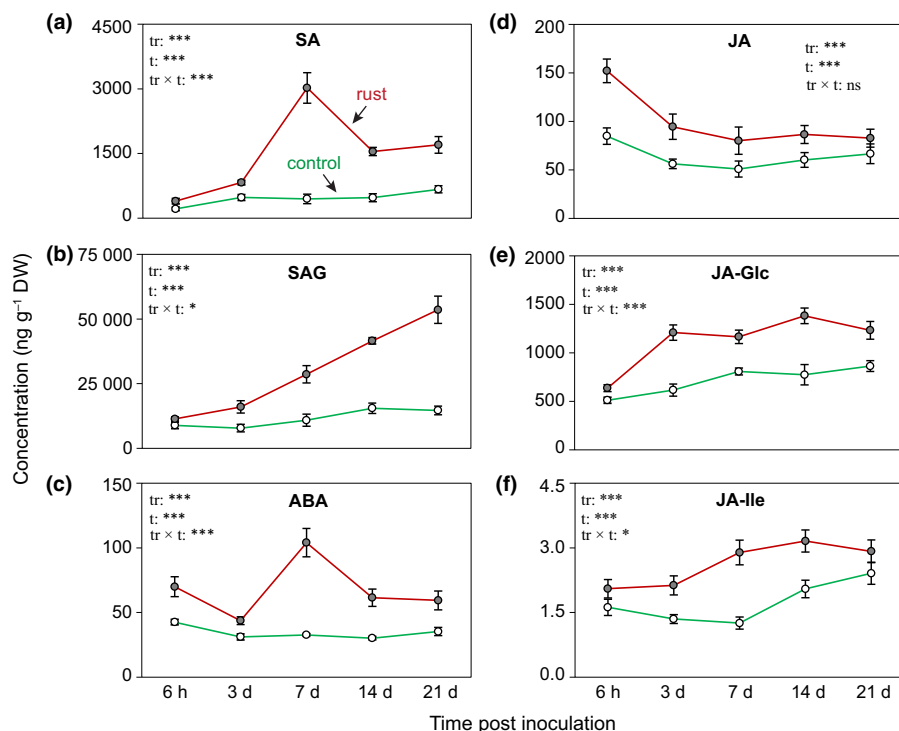 (a)
SA
tr: ***
t: ***
tr × t: ***
rust
control
4500
3000
1500
0
(b)
SAG
tr: ***
t: ***
tr × t: *
75 000
50 000
25 000
0
(c)
ABA
tr: ***
t: ***
tr × t: ***
150
100
50
0
6 h 3 d 7 d 14 d 21 d
(d)
JA
tr: ***
t: ***
tr × t: ns
200
150
100
50
0
(e)
JA-Glc
tr: ***
t: ***
tr × t: ***
2000
1500
1000
500
0
(f)
JA-Ile
tr: ***
t: ***
tr × t: *
4.5
3.0
1.5
0.0
6 h 3 d 7 d 14 d 21 d
Concentration (ng g⁻¹ DW)
Time post inoculation